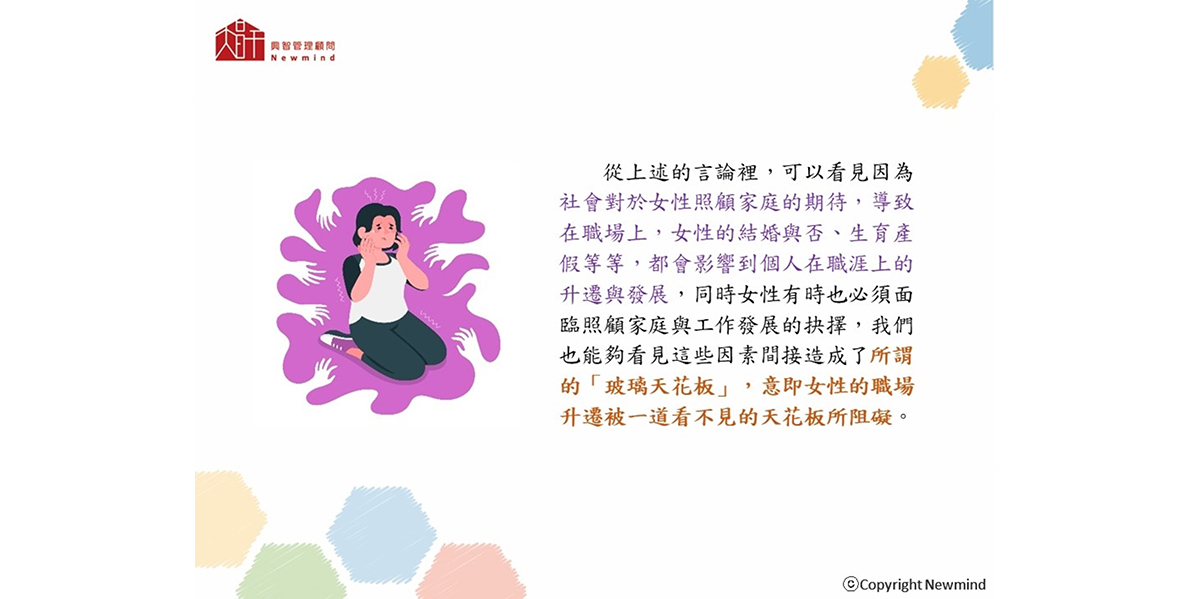 興智管理顧問
Newmind
從上述的言論裡，可以看見因為
社會對於女性照顧家庭的期待，導致
在職場上，女性的結婚與否、生育產
假等等，都會影響到個人在職涯上的
升遷與發展，同時女性有時也必須面
臨照顧家庭與工作發展的抉擇，我們
也能夠看見這些因素間接造成了所謂
的「玻璃天花板」，意即女性的職場
升遷被一道看不見的天花板所阻礙。
ⓒCopyright Newmind